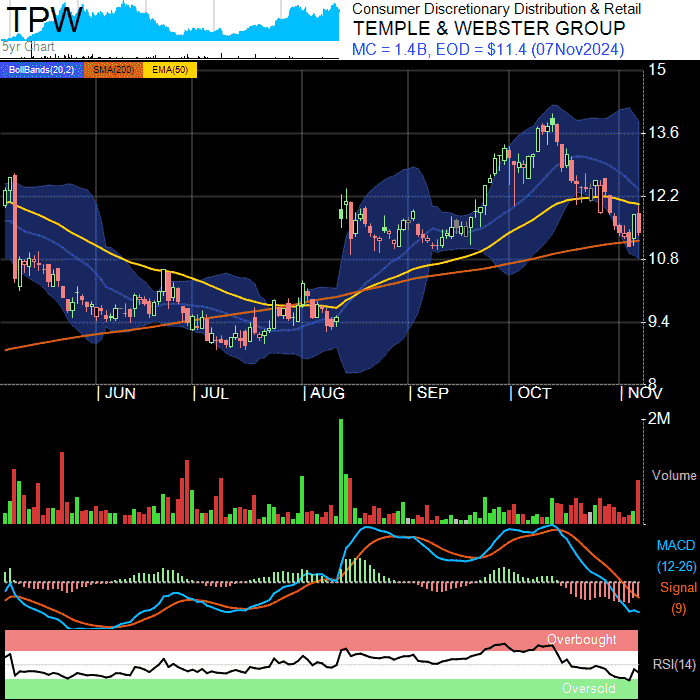 TPW
5yr Chart
Consumer Discretionary Distribution & Retail
TEMPLE & WEBSTER GROUP
MC = 1.4B, EOD = $11.4 (07Nov2024)
BollBands(20,2) SMA(200) EMA(50)
15
13.6
12.2
10.8
9.4
8
JUN JUL AUG SEP OCT NOV
2M
Volume
MACD
(12-26)
Signal
(9)
Overbought
RSI(14)
Oversold